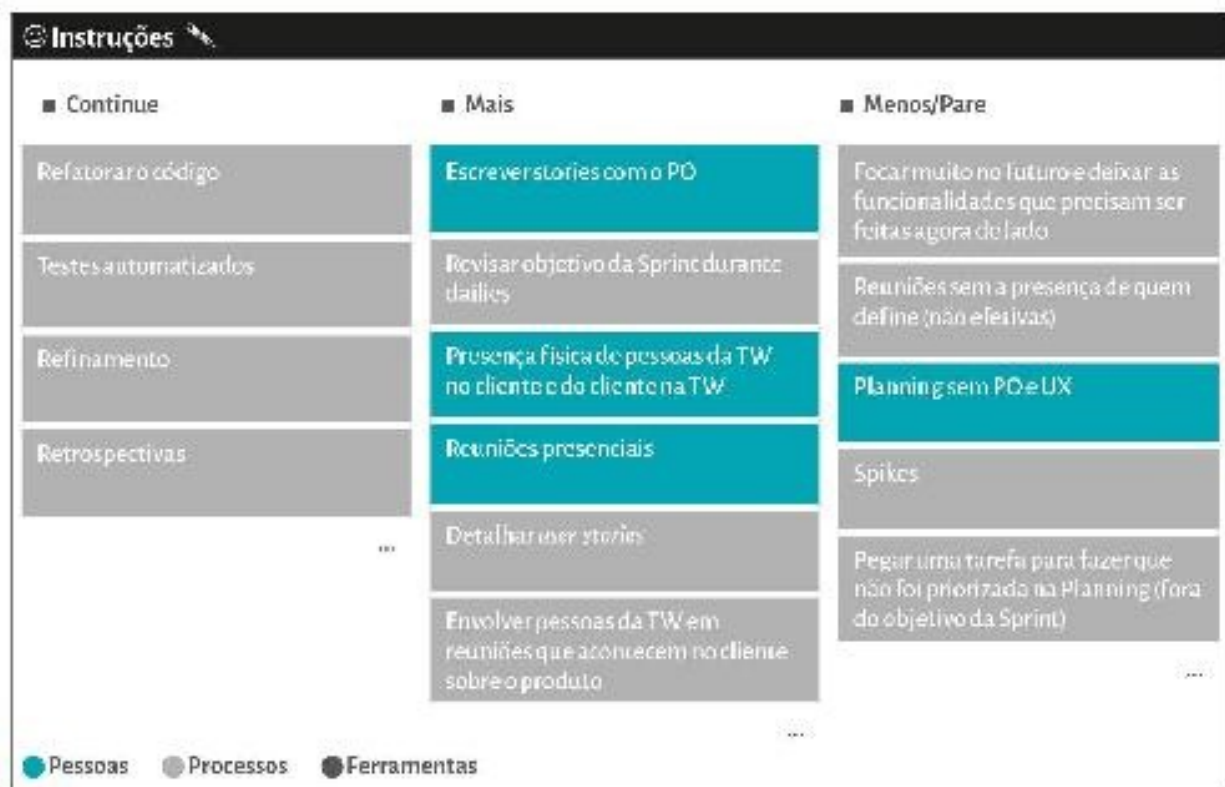 Instruções
Continue
Refatorar o código
Testes automatizados
Refinamento
Retrospectivas
...
Mais
Escrever stories com o PO
Revisar objetivo da Sprint durante
dailies
Presença física de pessoas da TW
no cliente e do cliente na TW
Reuniões presenciais
Detalhar user stories
Envolver pessoas da TW em
reuniões que acontecem no cliente
sobre o produto
...
Menos/Pare
Focar muito no futuro e deixar as
funcionalidades que precisam ser
feitas agora de lado
Reuniões sem a presença de quem
define (não efetivas)
Planning sem PO e UX
Spikes
Pegar uma tarefa para fazer que
não foi priorizada na Planning (fora
do objetivo da Sprint)
...
Pessoas
Processos
Ferramentas